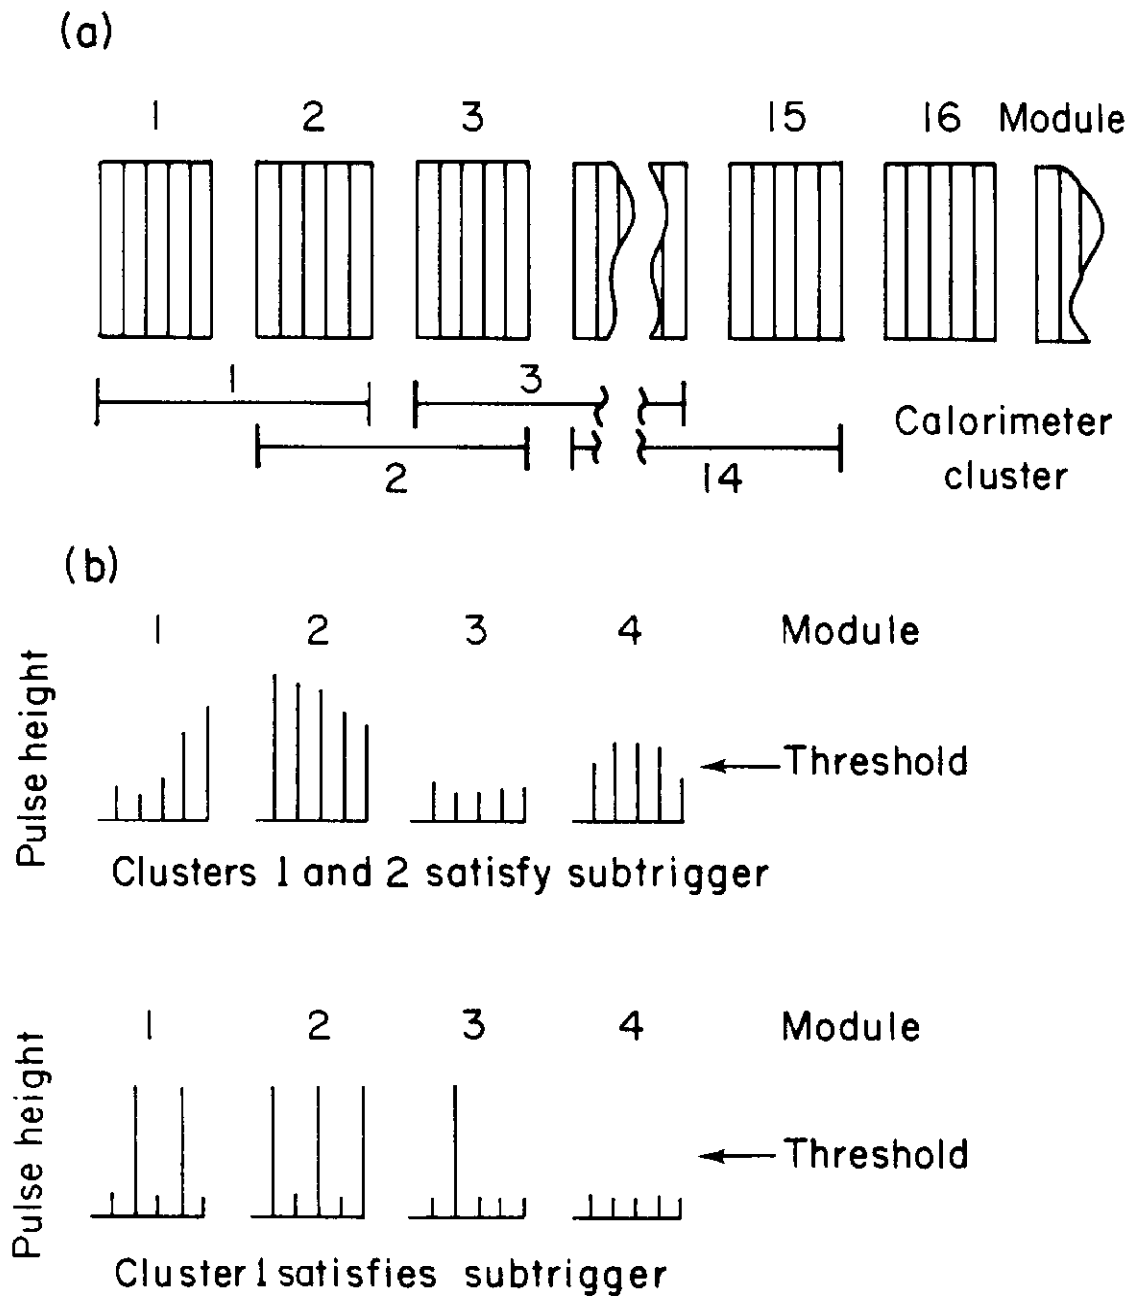 (a)
1 2 3 15 16 Module
1 3
2 14
Calorimeter
cluster
(b)
1 2 3 4 Module
Pulse height
Threshold
Clusters 1 and 2 satisfy subtrigger
1 2 3 4 Module
Pulse height
Threshold
Cluster 1 satisfies subtrigger